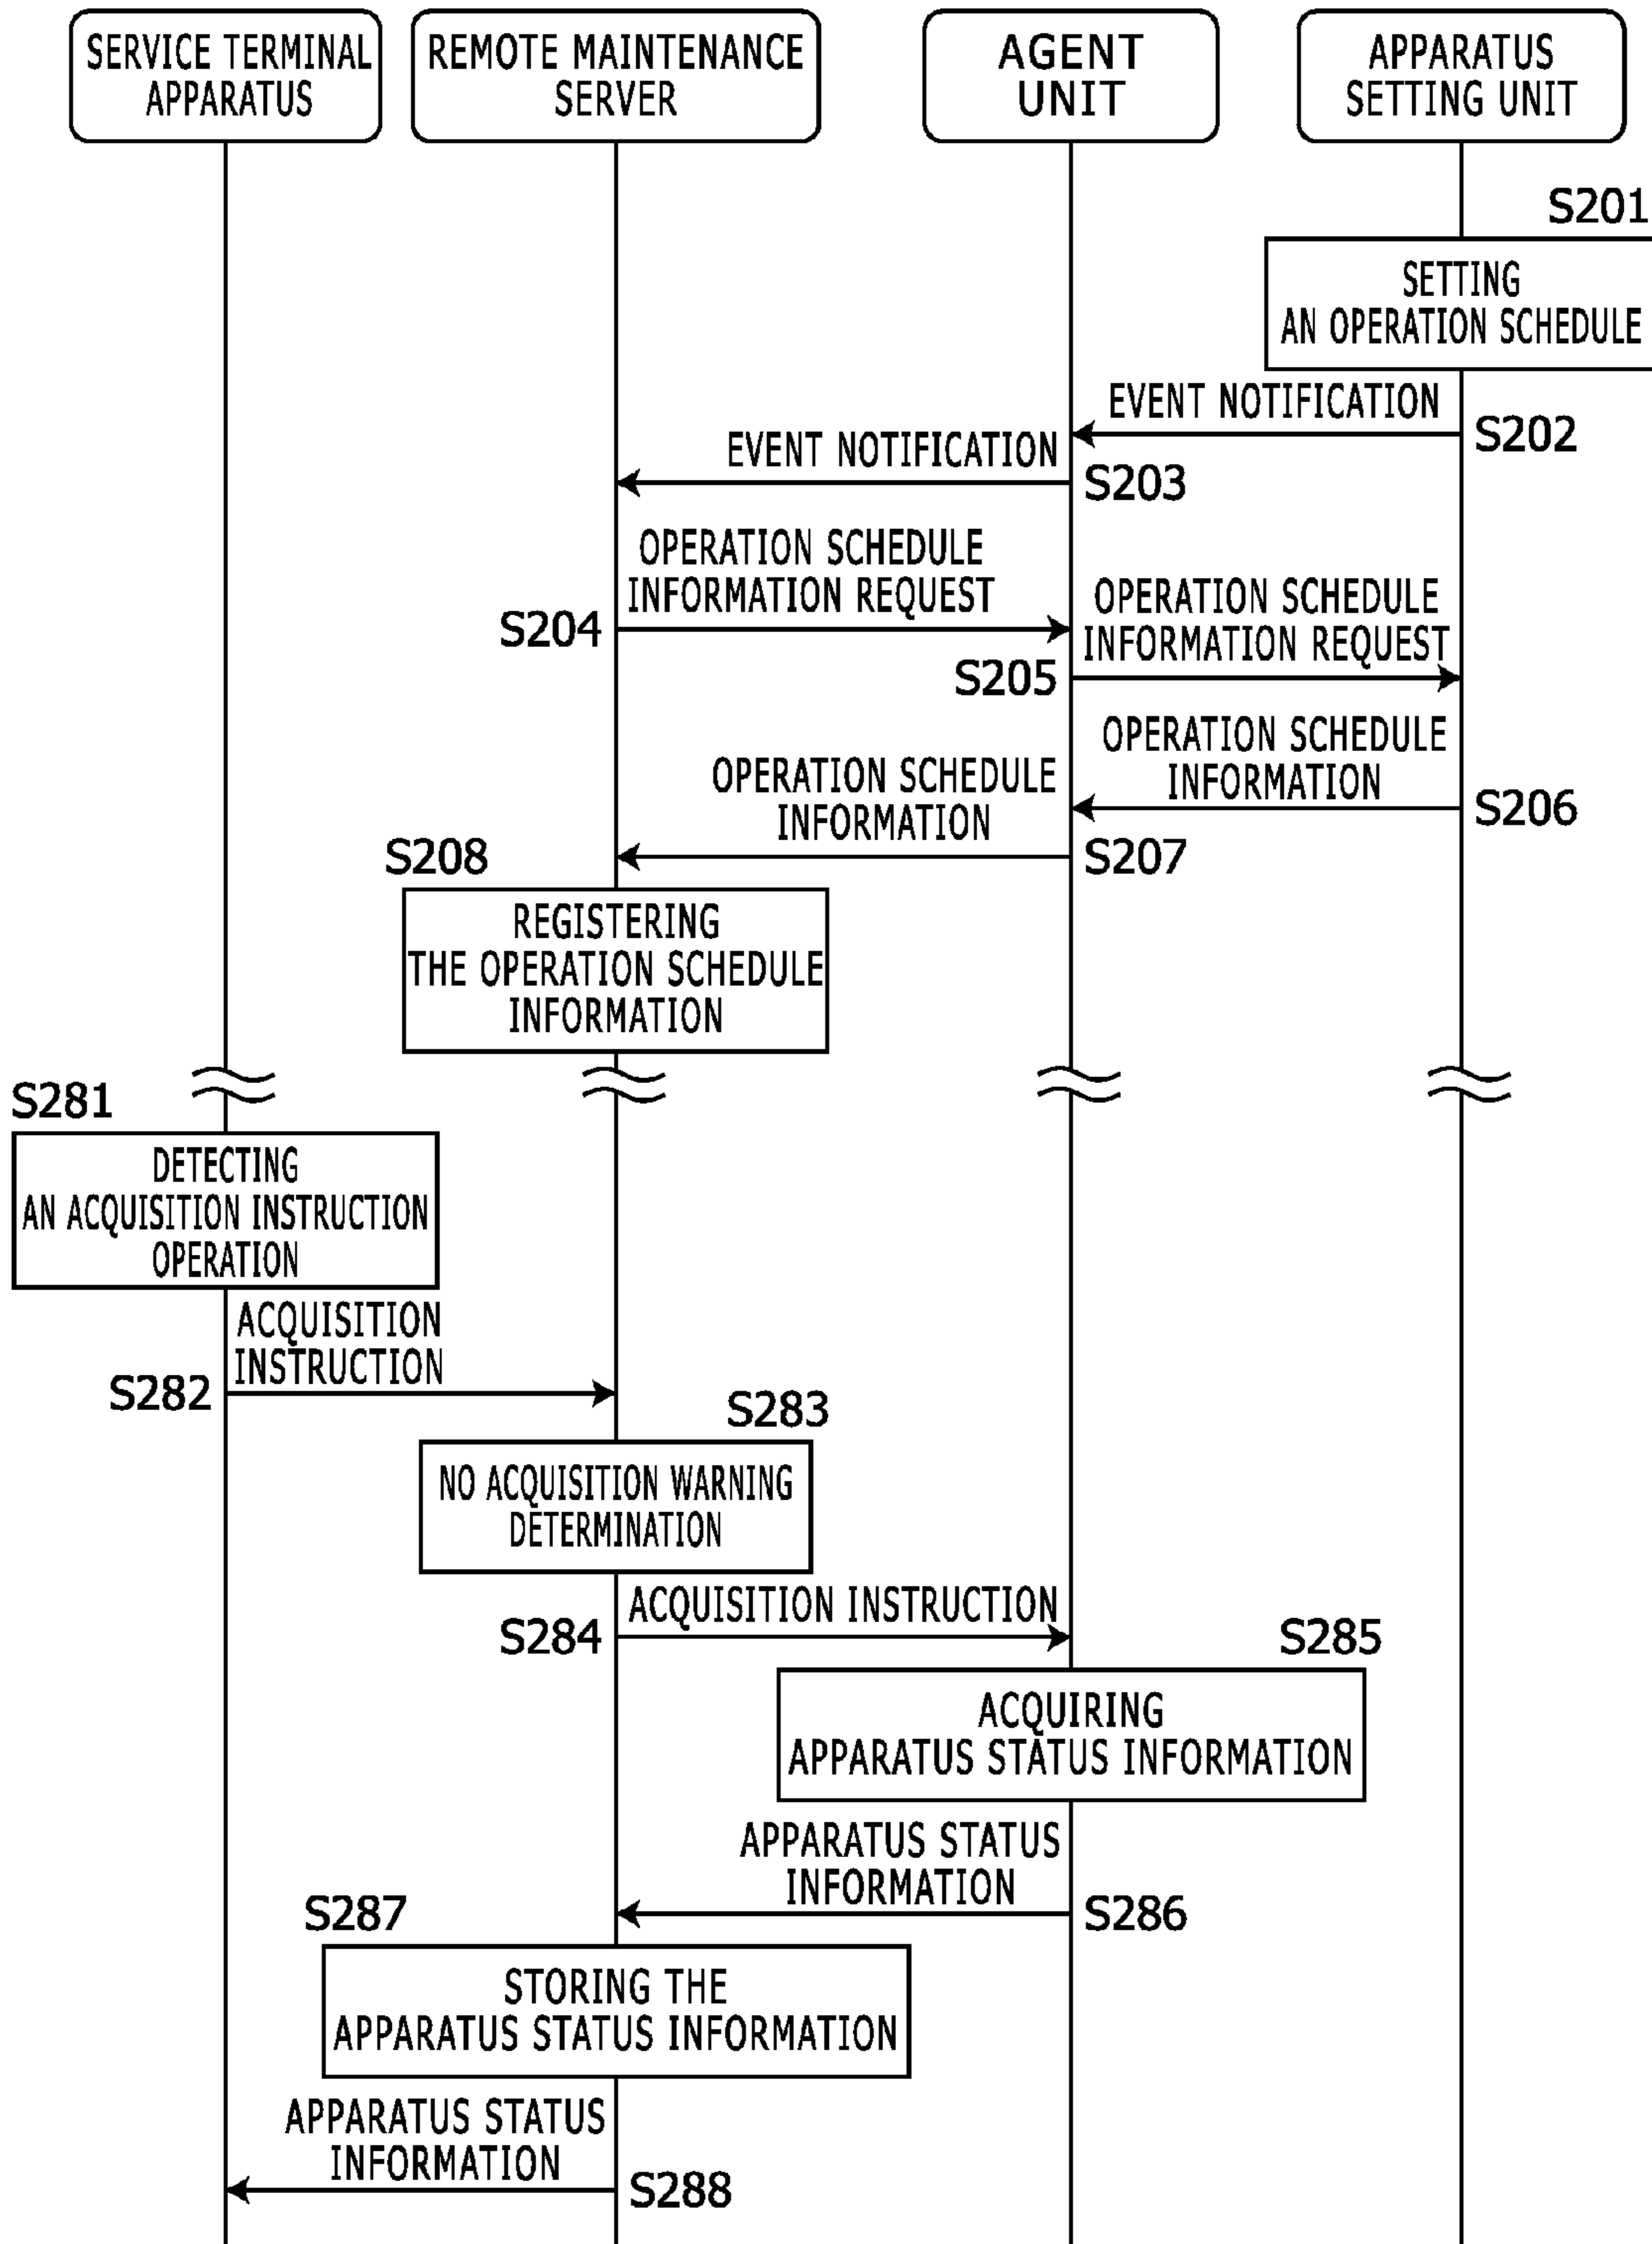 SERVICE TERMINAL
APPARATUS
REMOTE MAINTENANCE
SERVER
AGENT
UNIT
APPARATUS
SETTING UNIT
S201
SETTING
AN OPERATION SCHEDULE
EVENT NOTIFICATION
S202
EVENT NOTIFICATION
S203
OPERATION SCHEDULE
INFORMATION REQUEST
S204
OPERATION SCHEDULE
INFORMATION REQUEST
S205
OPERATION SCHEDULE
INFORMATION
S206
OPERATION SCHEDULE
INFORMATION
S207
S208
REGISTERING
THE OPERATION SCHEDULE
INFORMATION
S281
DETECTING
AN ACQUISITION INSTRUCTION
OPERATION
ACQUISITION
INSTRUCTION
S282
S283
NO ACQUISITION WARNING
DETERMINATION
ACQUISITION INSTRUCTION
S284
S285
ACQUIRING
APPARATUS STATUS INFORMATION
APPARATUS STATUS
INFORMATION
S286
S287
STORING THE
APPARATUS STATUS INFORMATION
APPARATUS STATUS
INFORMATION
S288